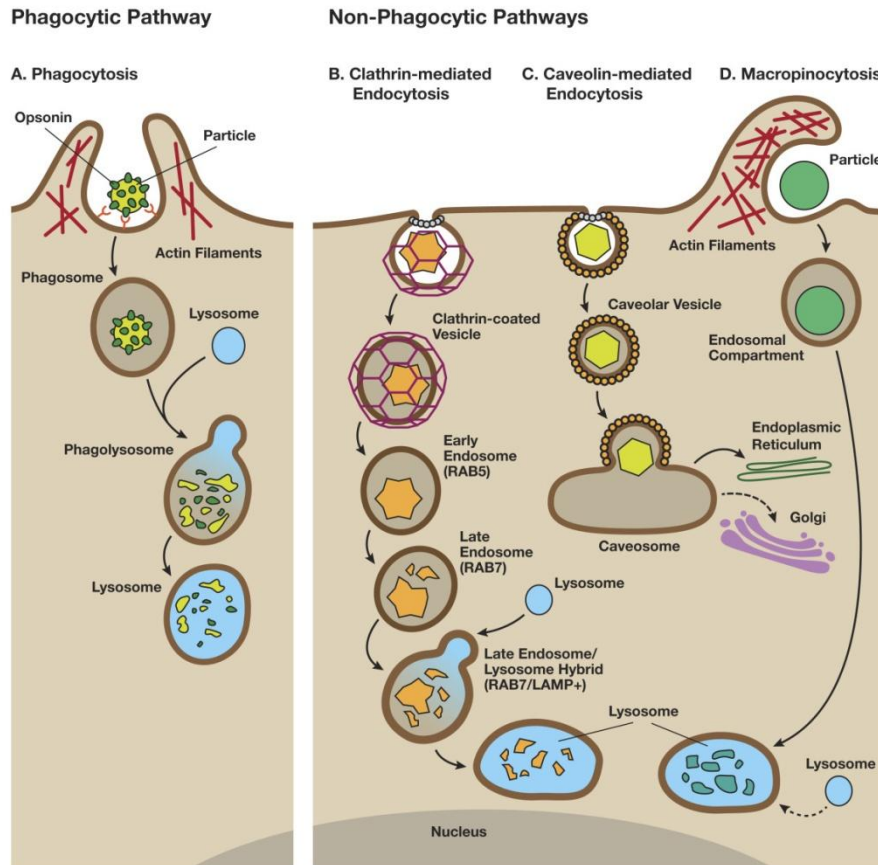 Phagocytic Pathway
Non-Phagocytic Pathways
A. Phagocytosis
B. Clathrin-mediated
Endocytosis
C. Caveolin-mediated
Endocytosis
D. Macropinocytosis
Opsonin
Particle
Actin Filaments
Phagosome
Lysosome
Phagolysosome
Lysosome
Clathrin-coated
Vesicle
Early
Endosome
(RAB5)
Late
Endosome
(RAB7)
Lysosome
Late Endosome/
Lysosome Hybrid
(RAB7/LAMP+)
Lysosome
Caveolar Vesicle
Caveosome
Endoplasmic
Reticulum
Golgi
Particle
Actin Filaments
Endosomal
Compartment
Lysosome
Nucleus